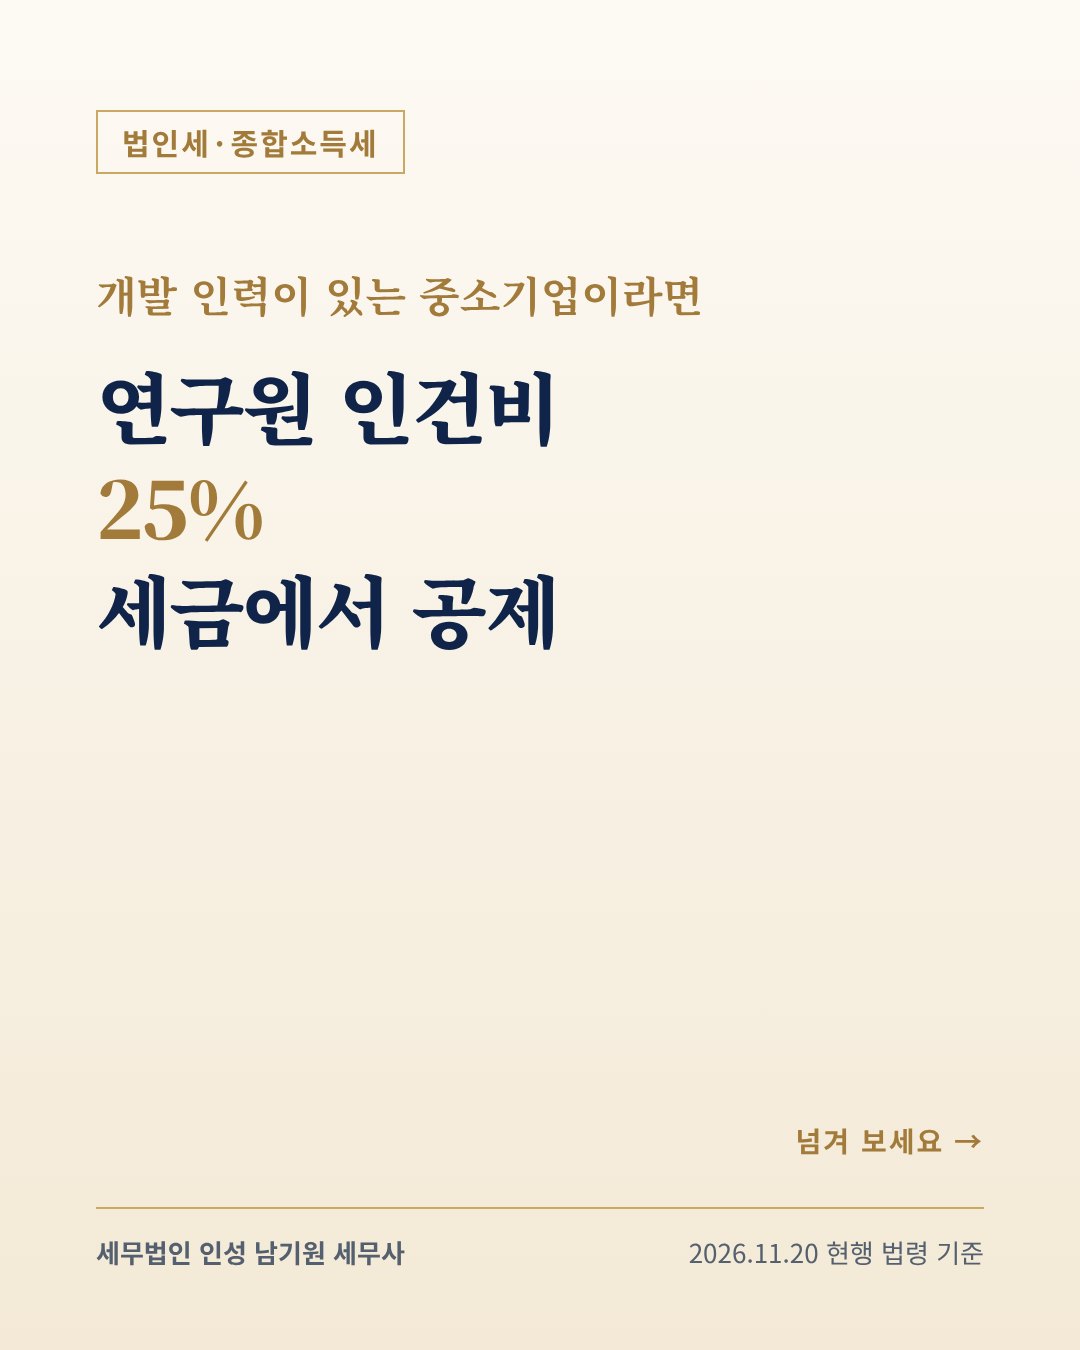 법인세·종합소득세
개발 인력이 있는 중소기업이라면
연구원 인건비
25%
세금에서 공제
넘겨 보세요 →
세무법인 인성 남기원 세무사
2026.11.20 현행 법령 기준